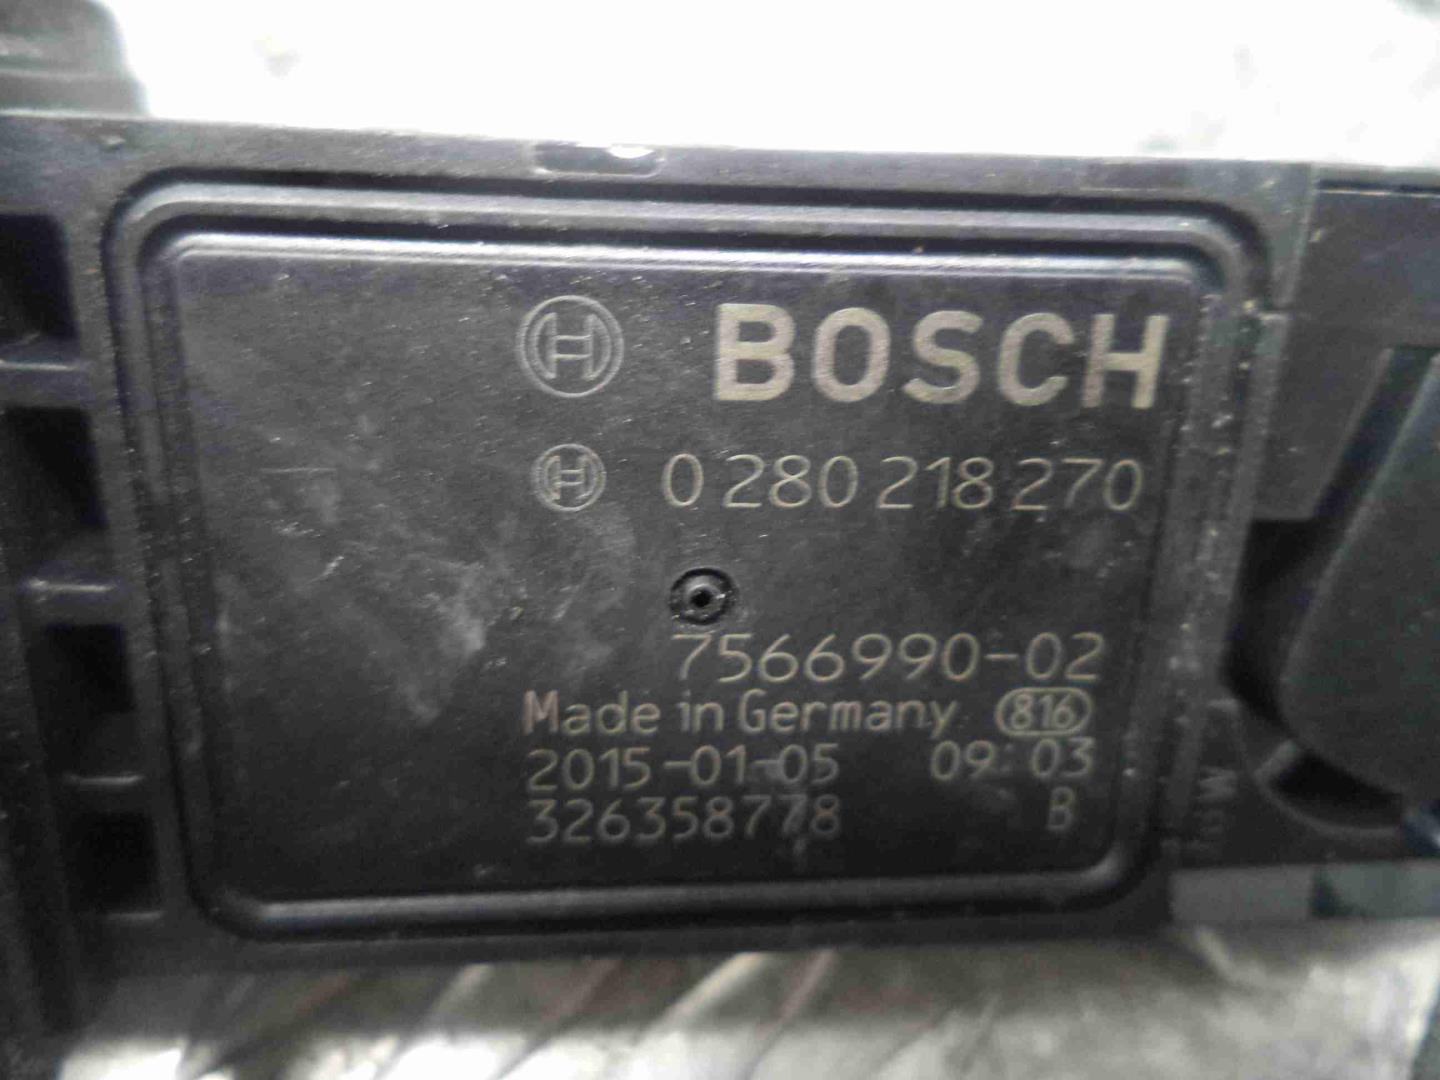 BOSCH
0 280 218 270
7566990-02
Made in Germany 816
2015-01-05 09:03
326358778 B